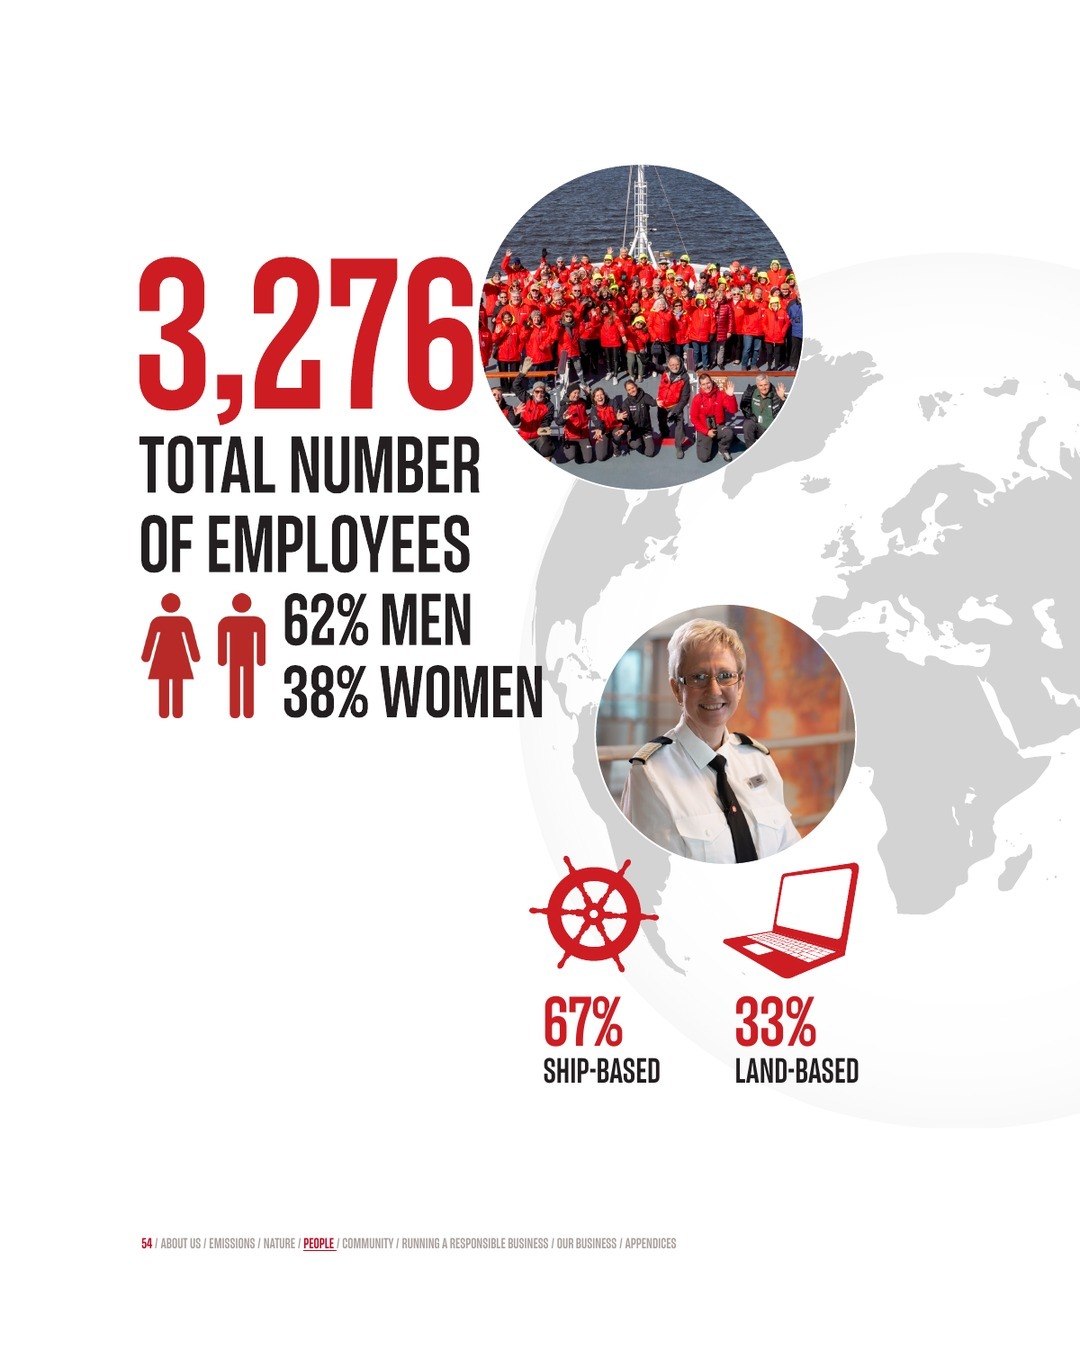 3,276
TOTAL NUMBER
OF EMPLOYEES
62% MEN
38% WOMEN
67%
SHIP-BASED
33%
LAND-BASED
54 / ABOUT US / EMISSIONS / NATURE / PEOPLE / COMMUNITY / RUNNING A RESPONSIBLE BUSINESS / OUR BUSINESS / APPENDICES